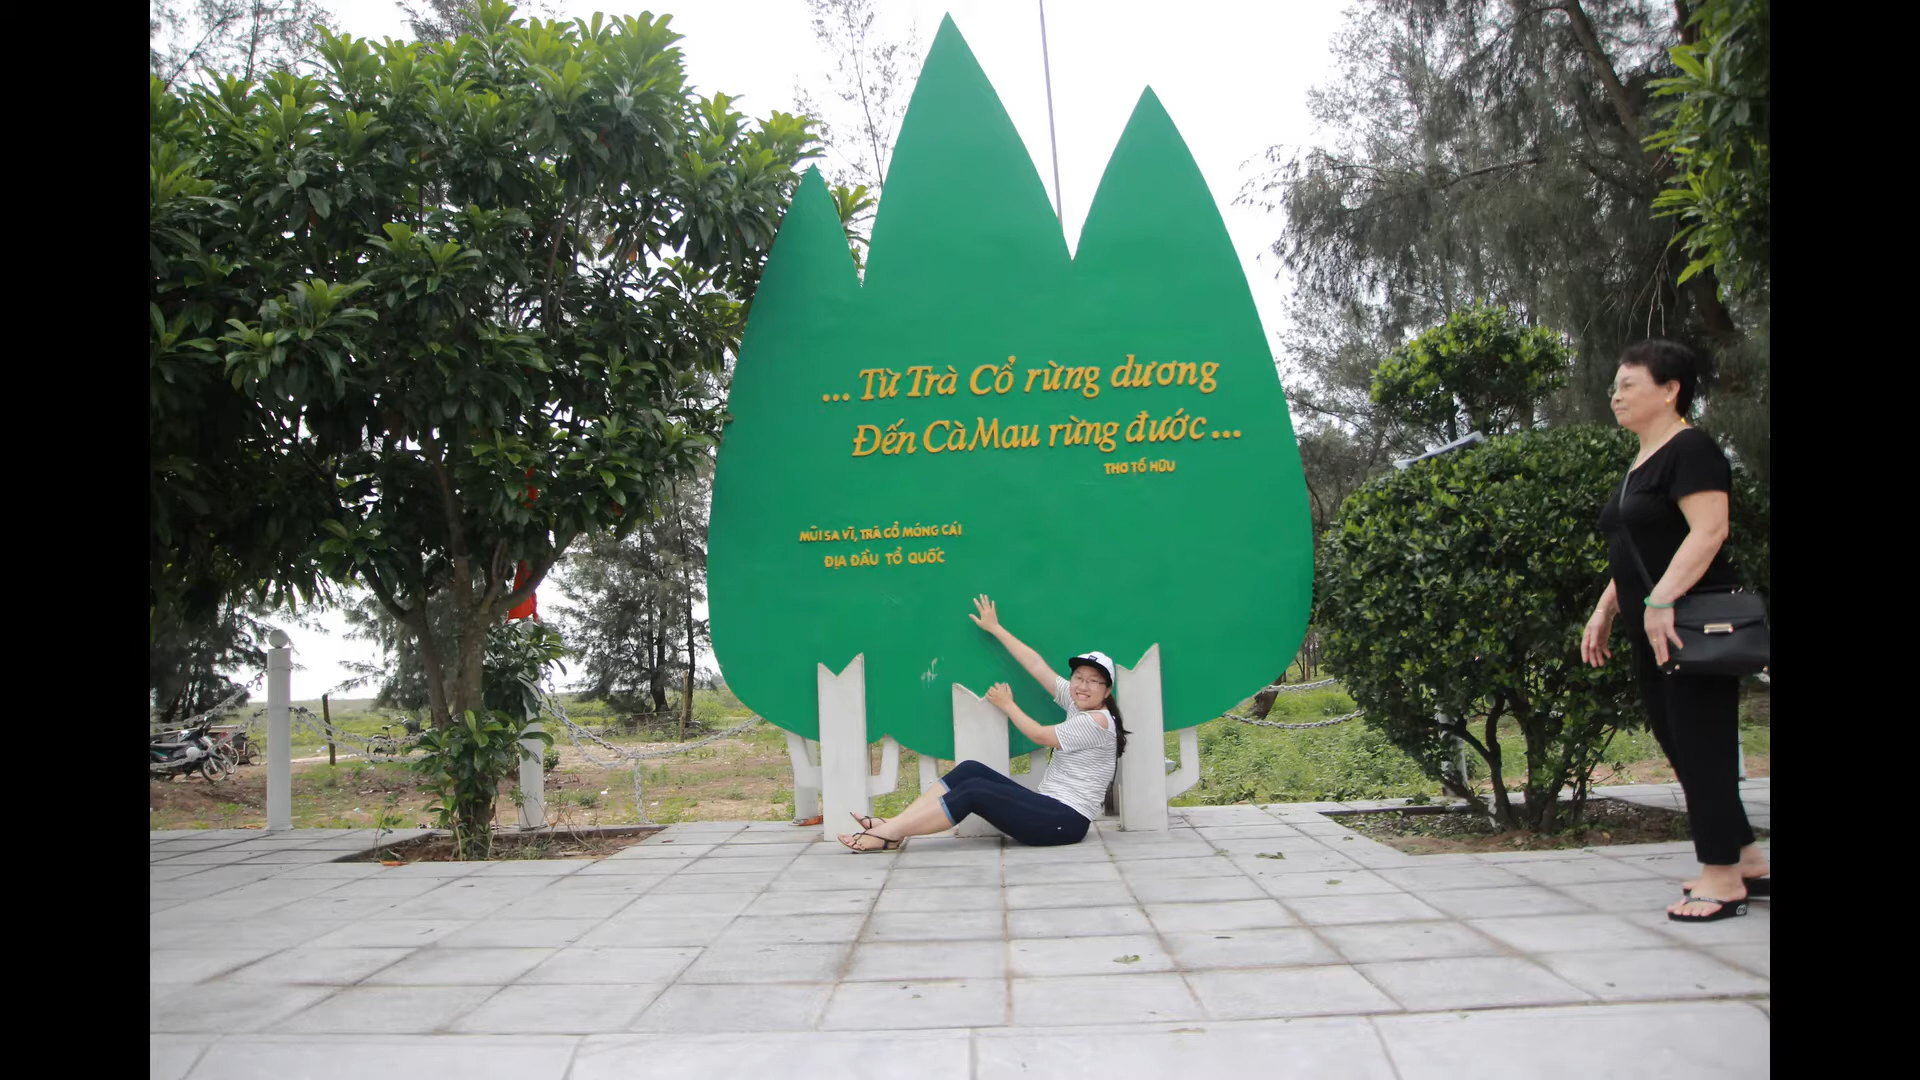 ... Từ Trà Cổ rừng dương
Đến Cà Mau rừng đước ...
THƠ TỐ HỮU
MŨI SA VĨ, TRÀ CỔ MÓNG CÁI
ĐỊA ĐẦU TỔ QUỐC